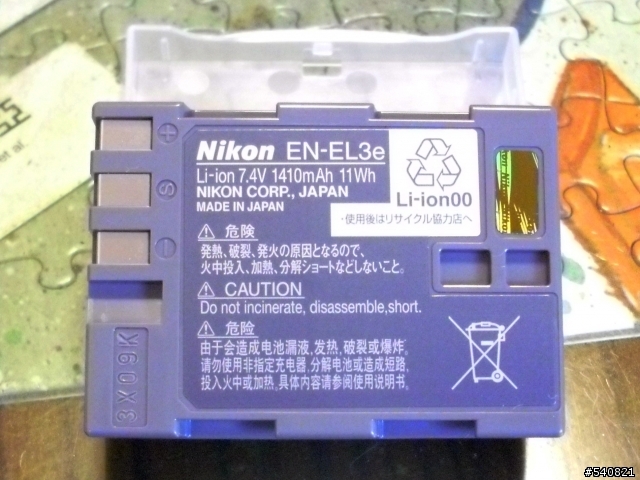 Nikon EN-EL3e
Li-ion 7.4V 1410mAh 11Wh
NIKON CORP., JAPAN
MADE IN JAPAN
Li-ion00
・使用後はリサイクル協力店へ
危険
発熱、破裂、発火の原因となるので、
火中投入、加熱、分解ショートなどしないこと。
CAUTION
Do not incinerate, disassemble,short.
危险
由于会造成电池漏液,发热,破裂或爆炸,
请勿使用非指定充电器,分解电池或造成短路,
投入火中或加热,具体内容请参阅使用说明书。
+
S
−
3X09K
#540821